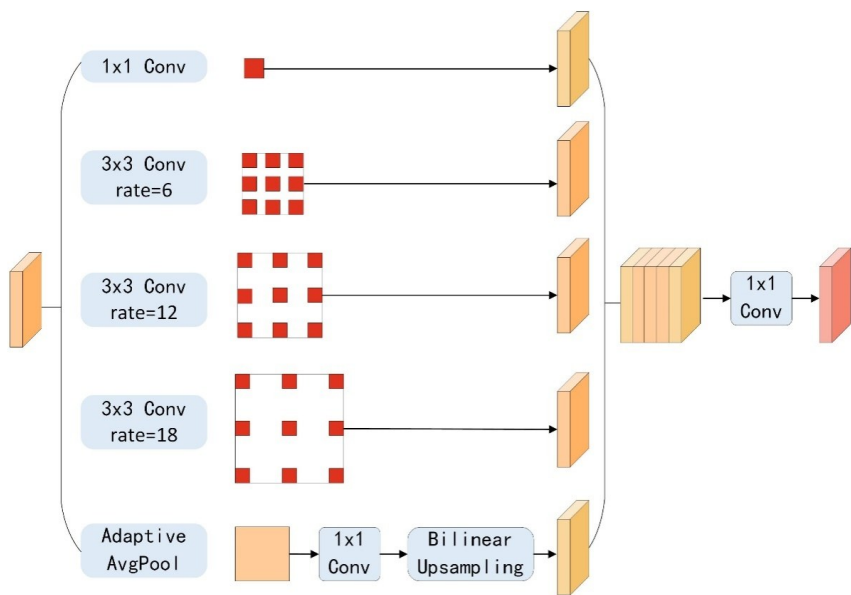 1x1 Conv
3x3 Conv
rate=6
3x3 Conv
rate=12
1x1
Conv
3x3 Conv
rate=18
Adaptive
AvgPool
1x1
Conv
Bilinear
Upsampling